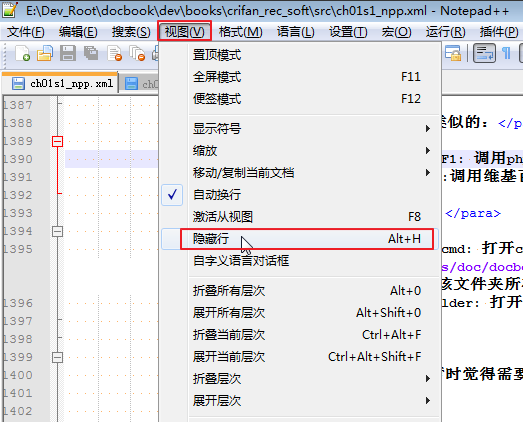 E:\Dev_Root\docbook\dev\books\crifan_rec_soft\src\ch01s1_npp.xml - Notepad++
文件(F) 编辑(E) 搜索(S) 视图(V) 格式(M) 语言(L) 设置(T) 宏(O) 运行(R) 插件(P)
ch01s1_npp.xml
置顶模式
全屏模式 F11
便签模式 F12
显示符号
缩放
移动/复制当前文档
自动换行
激活从视图 F8
隐藏行 Alt+H
自定义语言对话框
折叠所有层次 Alt+0
展开所有层次 Alt+Shift+0
折叠当前层次 Ctrl+Alt+F
展开当前层次 Ctrl+Alt+Shift+F
折叠层次
展开层次
1387
1388
1389
1390
1391
1392
1393
1394
1395
1396
1397
1398
1399
1400
1401
1402
类似的：</p
F1: 调用ph
:调用维基百
</para>
cmd: 打开c
s/doc/docbo
该文件夹所
lder: 打开
时觉得需要